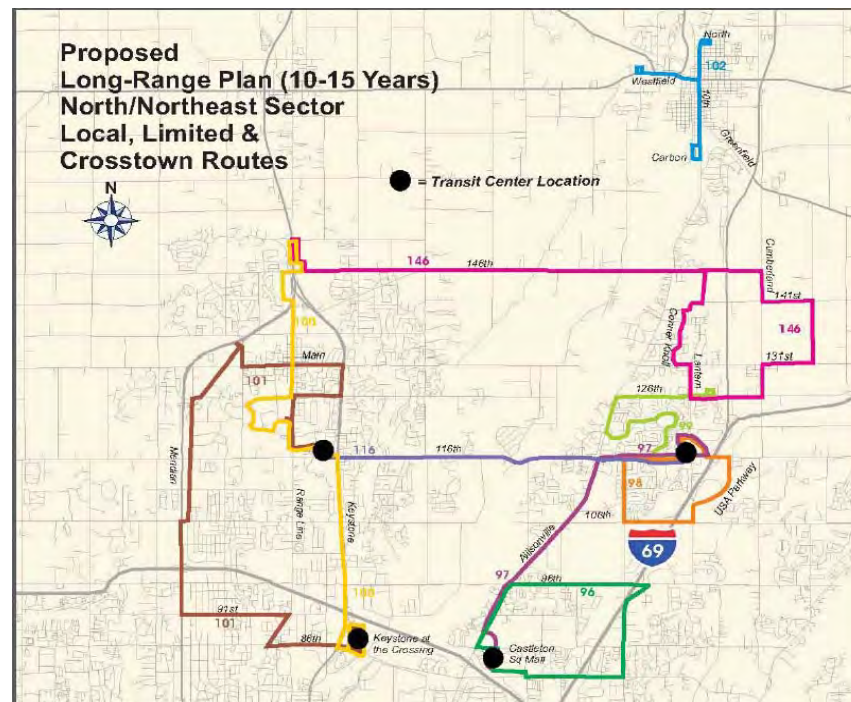 Proposed
Long-Range Plan (10-15 Years)
North/Northeast Sector
Local, Limited &
Crosstown Routes
N
= Transit Center Location
North
102
Westfield
10th
Carbon
Greenfield
146
146th
Cumberland
141st
146
131st
Lantern
Main
101
126th
99
97
116
116th
98
USA Parkway
106th
69
Meridian
Range Line
Keystone
Allisonville
97
96th
96
91st
101
86th
Keystone at
the Crossing
Castleton
Sq Mall